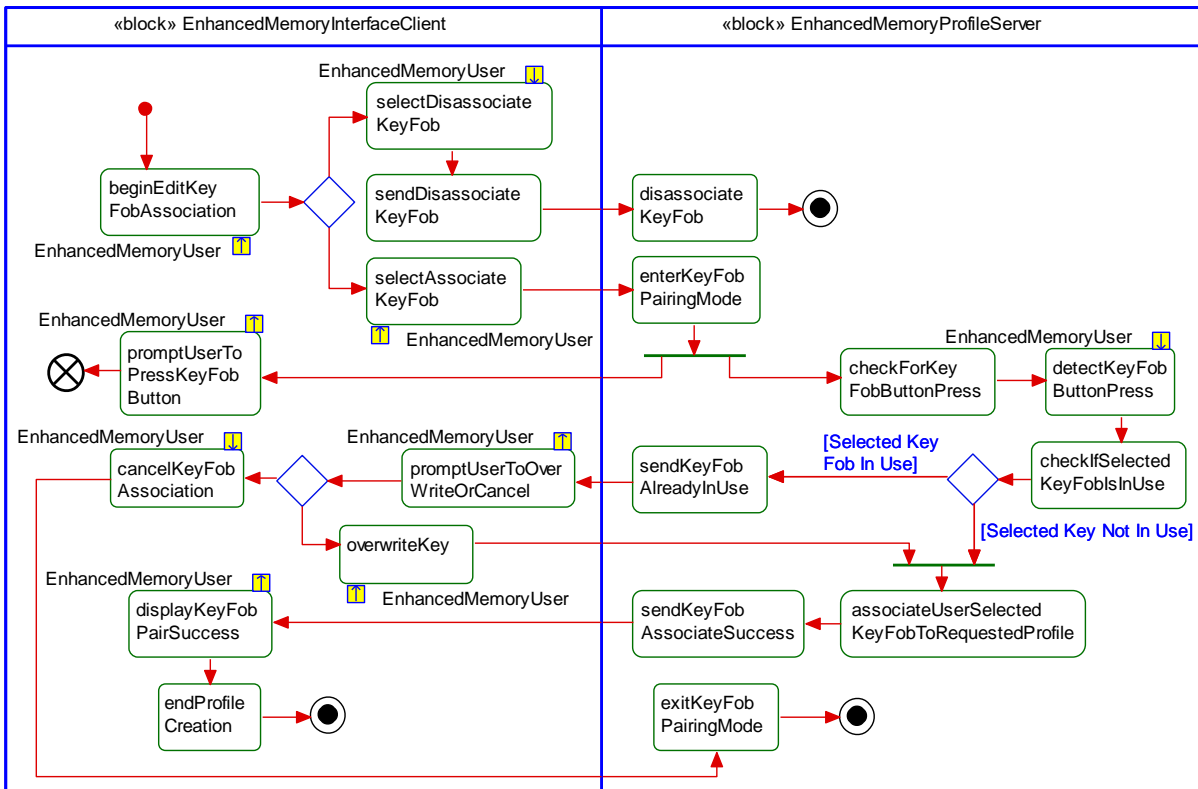 «block» EnhancedMemoryInterfaceClient
«block» EnhancedMemoryProfileServer
EnhancedMemoryUser
selectDisassociate
KeyFob
beginEditKey
FobAssociation
EnhancedMemoryUser
sendDisassociate
KeyFob
disassociate
KeyFob
selectAssociate
KeyFob
EnhancedMemoryUser
enterKeyFob
PairingMode
EnhancedMemoryUser
promptUserTo
PressKeyFob
Button
checkForKey
FobButtonPress
EnhancedMemoryUser
detectKeyFob
ButtonPress
EnhancedMemoryUser
cancelKeyFob
Association
EnhancedMemoryUser
promptUserToOver
WriteOrCancel
sendKeyFob
AlreadyInUse
[Selected Key
Fob In Use]
checkIfSelected
KeyFobIsInUse
[Selected Key Not In Use]
overwriteKey
EnhancedMemoryUser
EnhancedMemoryUser
displayKeyFob
PairSuccess
sendKeyFob
AssociateSuccess
associateUserSelected
KeyFobToRequestedProfile
endProfile
Creation
exitKeyFob
PairingMode